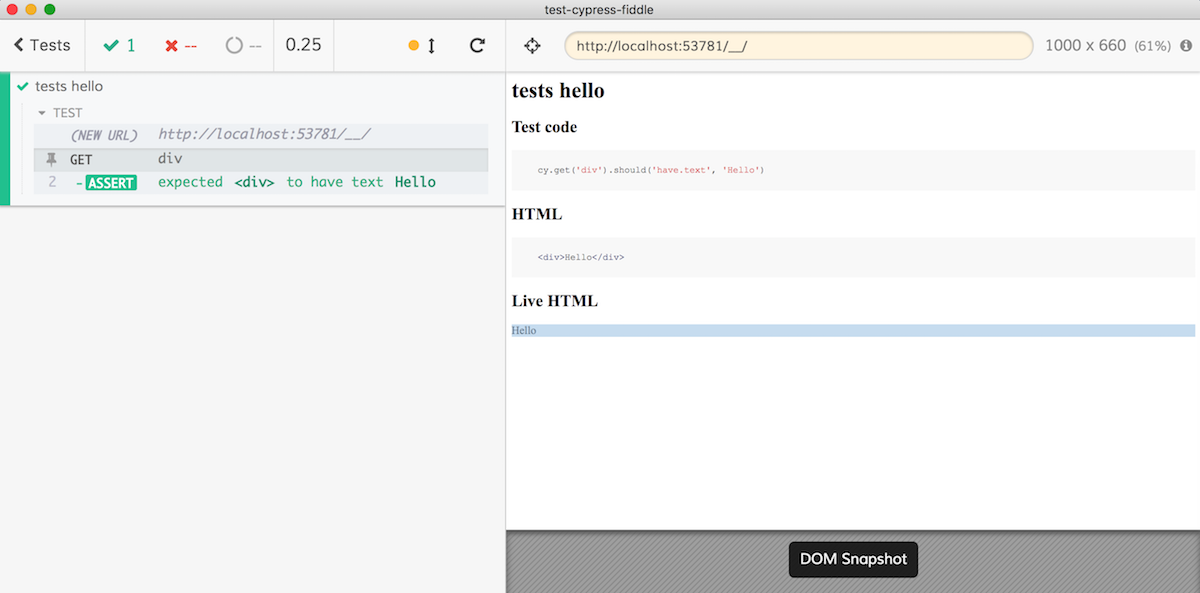 test-cypress-fiddle
Tests 1 -- -- 0.25
http://localhost:53781/__/ 1000 x 660 (61%)
tests hello
TEST
(NEW URL) http://localhost:53781/__/
GET div
2 -ASSERT expected <div> to have text Hello
tests hello
Test code
cy.get('div').should('have.text', 'Hello')
HTML
<div>Hello</div>
Live HTML
Hello
DOM Snapshot